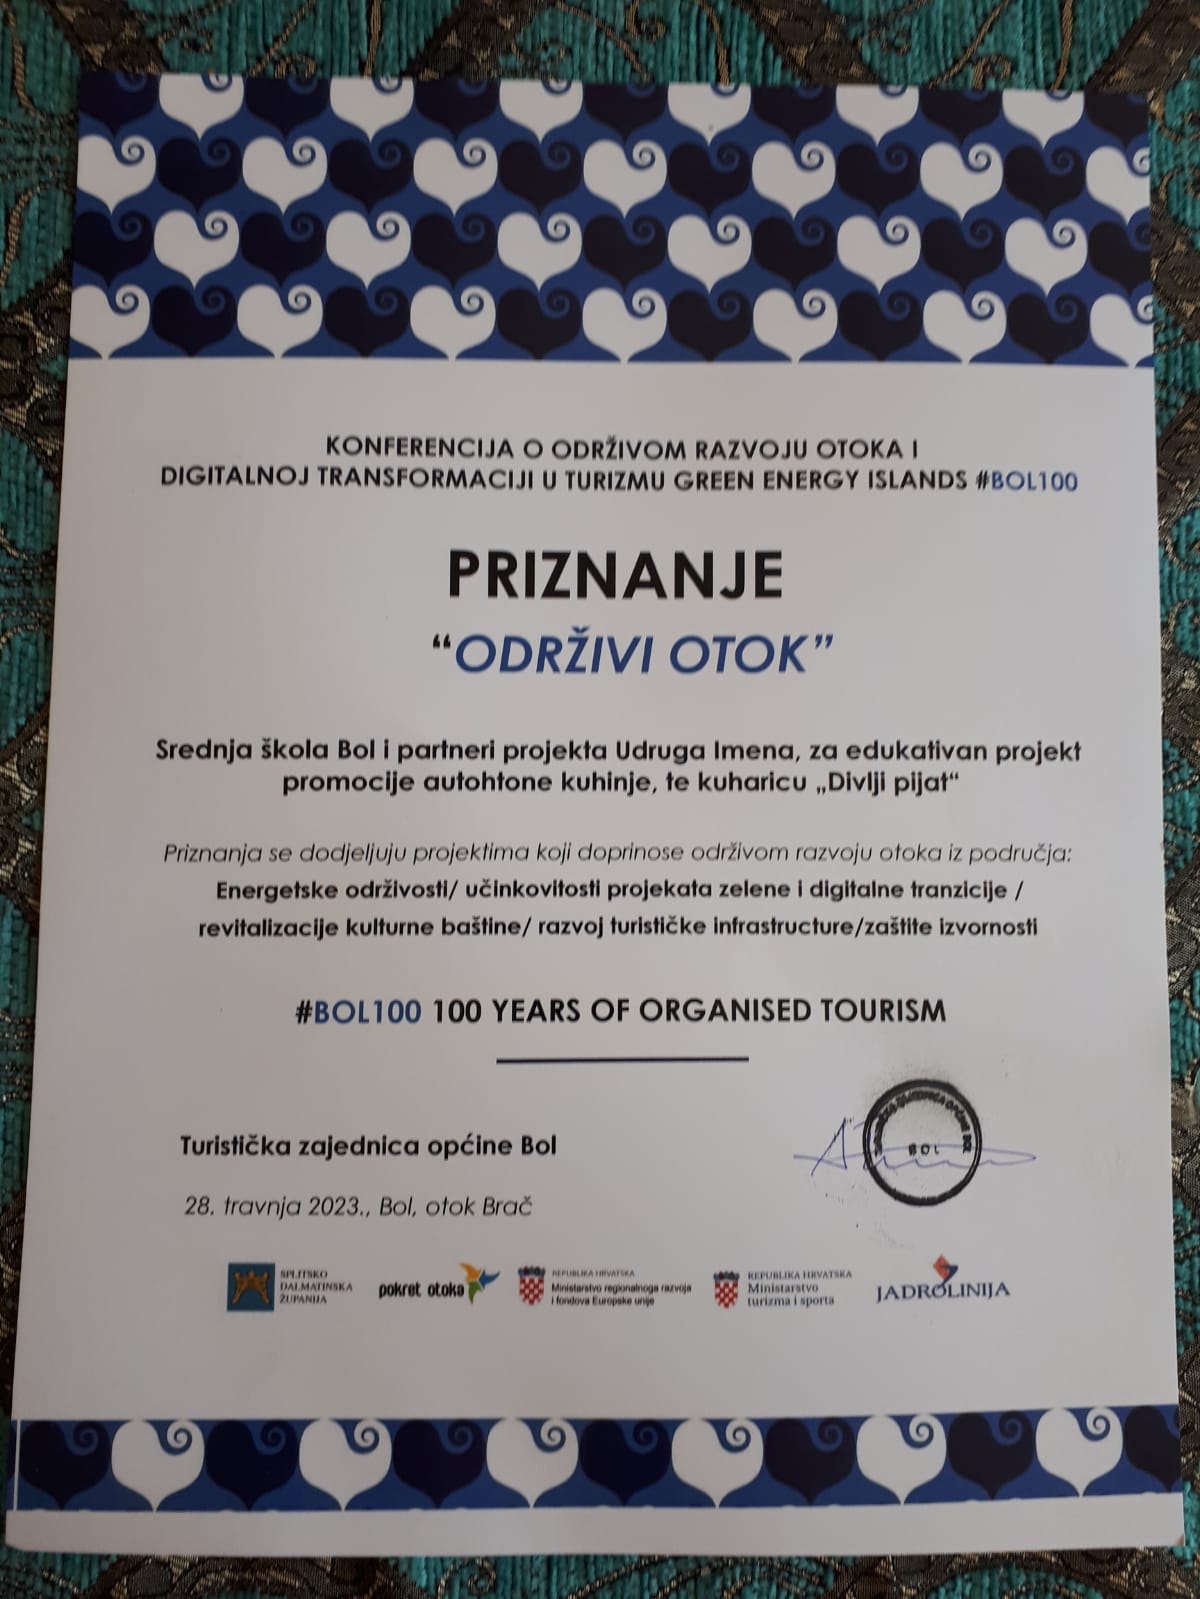 KONFERENCIJA O ODRŽIVOM RAZVOJU OTOKA I
DIGITALNOJ TRANSFORMACIJI U TURIZMU GREEN ENERGY ISLANDS #BOL100
PRIZNANJE
“ODRŽIVI OTOK”
Srednja škola Bol i partneri projekta Udruga Imena, za edukativan projekt
promocije autohtone kuhinje, te kuharicu „Divlji pijat“
Priznanja se dodjeljuju projektima koji doprinose održivom razvoju otoka iz područja:
Energetske održivosti/ učinkovitosti projekata zelene i digitalne tranzicije /
revitalizacije kulturne baštine/ razvoj turističke infrastructure/zaštite izvornosti
#BOL100 100 YEARS OF ORGANISED TOURISM
Turistička zajednica općine Bol
28. travnja 2023., Bol, otok Brač
ZAJEDNICA OPĆINE BOL
BOL
SPLITSKO
DALMATINSKA
ŽUPANIJA
pokret otoka
REPUBLIKA HRVATSKA
Ministarstvo regionalnoga razvoja
i fondova Europske unije
REPUBLIKA HRVATSKA
Ministarstvo
turizma i sporta
JADROLINIJA